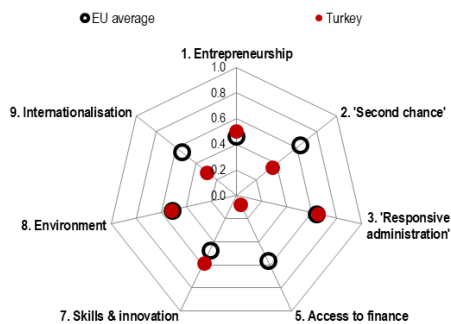 EU average
Turkey
1. Entrepreneurship
1.0
9. Internationalisation
0.8
2. 'Second chance'
0.6
0.4
0.2
0.0
8. Environment
3. 'Responsive
administration'
7. Skills & innovation
5. Access to finance